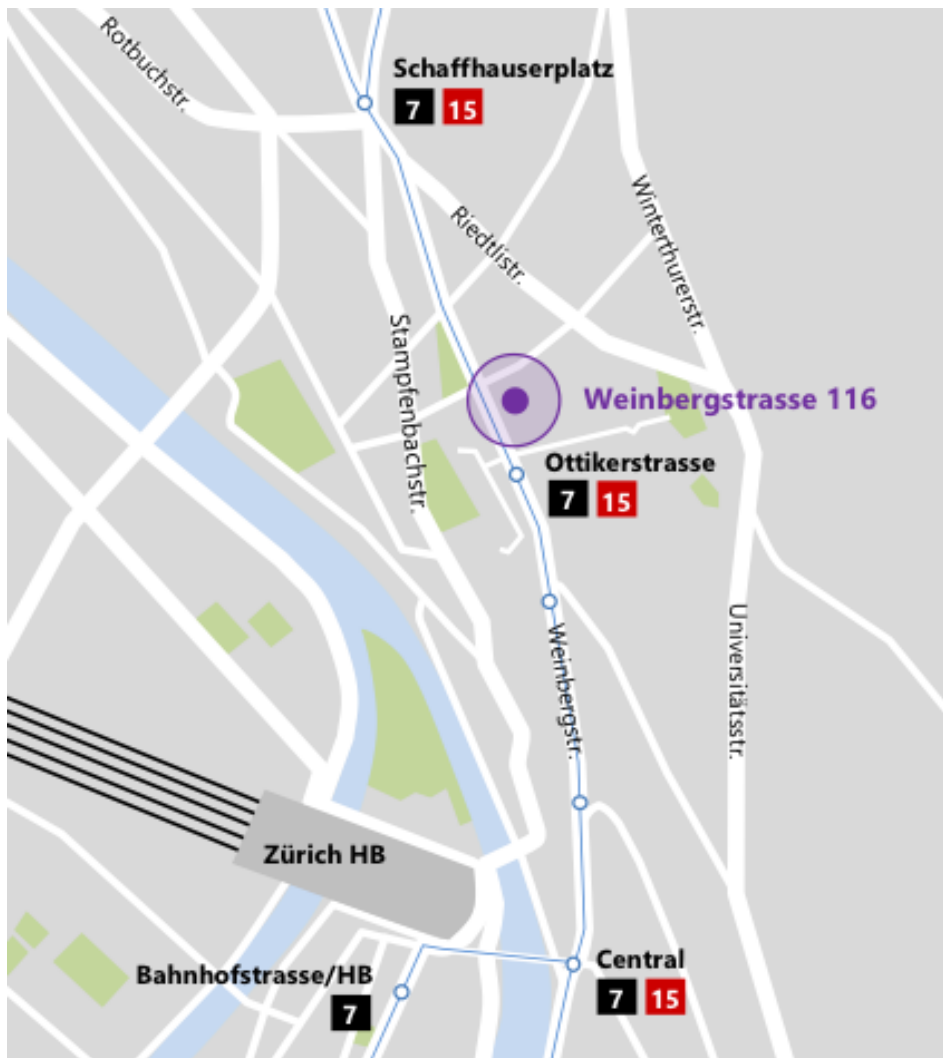 Rotbuchstr.
Schaffhauserplatz
7 15
Riedtlistr.
Winterthurerstr.
Stampfenbachstr.
Weinbergstrasse 116
Ottikerstrasse
7 15
Weinbergstr.
Universitätsstr.
Zürich HB
Bahnhofstrasse/HB
7
Central
7 15